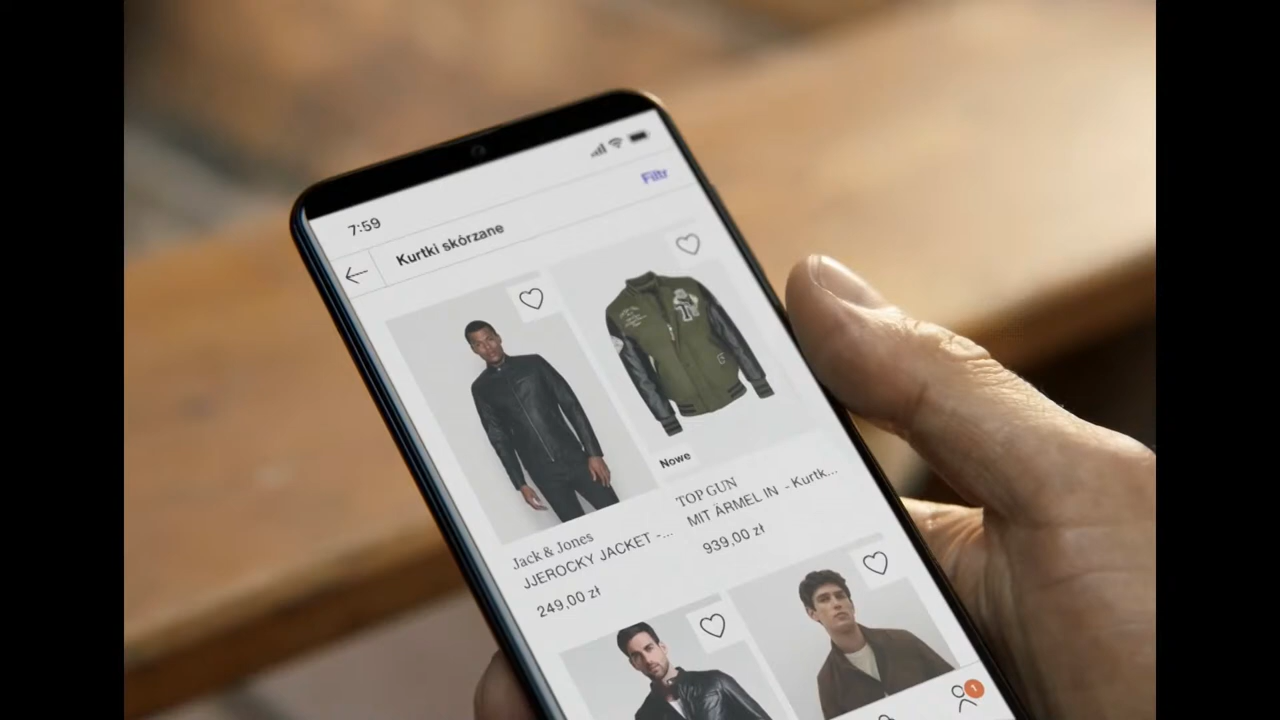 7:59
Filtr
Kurtki skórzane
Nowe
Jack & Jones
JJEROCKY JACKET -...
249,00 zł
TOP GUN
MIT ÄRMEL IN - Kurtk...
939,00 zł
1